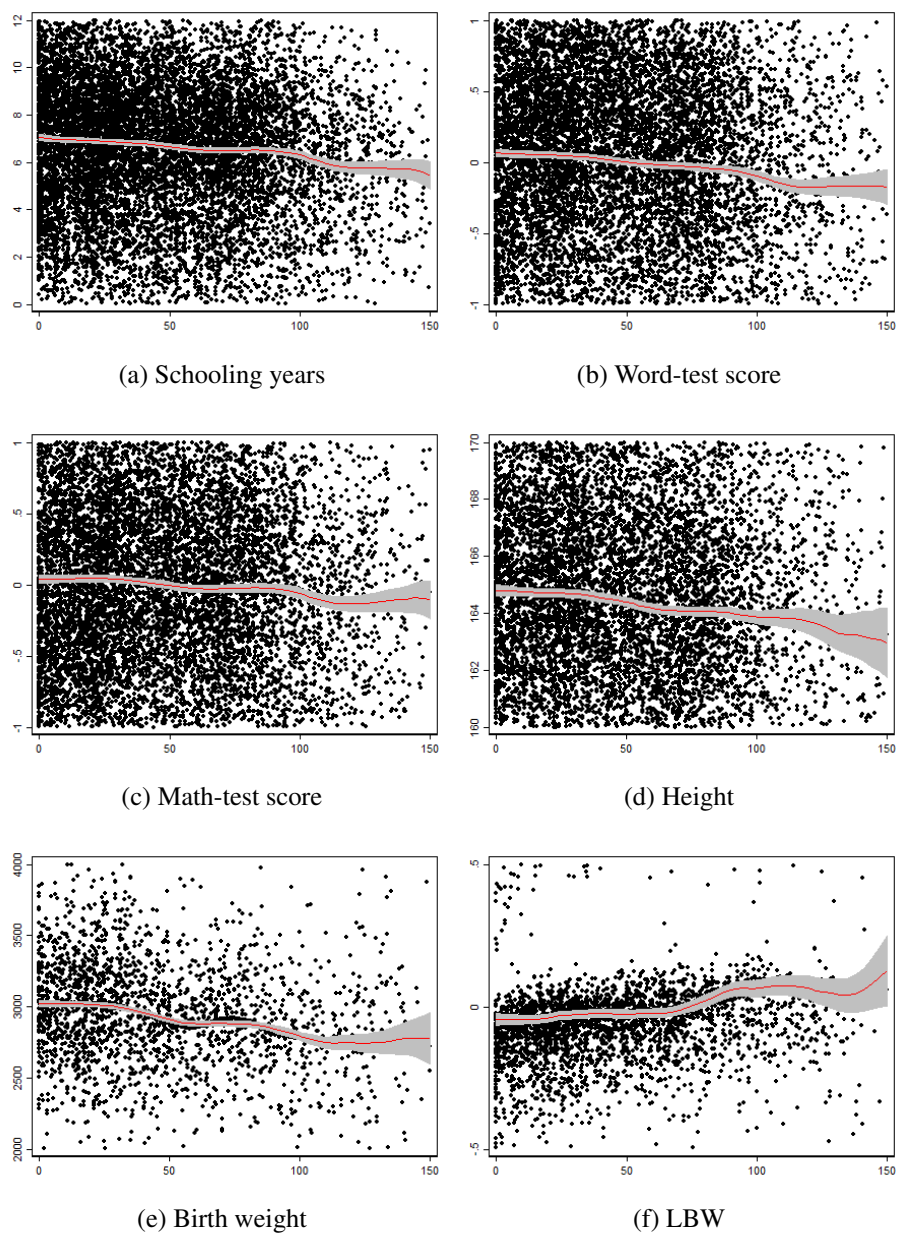 12
10
8
6
4
2
0
0 50 100 150
(a) Schooling years
1
.5
0
-.5
-1
0 50 100 150
(b) Word-test score
1
.5
0
-.5
-1
0 50 100 150
(c) Math-test score
170
168
166
164
162
160
0 50 100 150
(d) Height
4000
3500
3000
2500
2000
0 50 100 150
(e) Birth weight
.5
0
-.5
0 50 100 150
(f) LBW